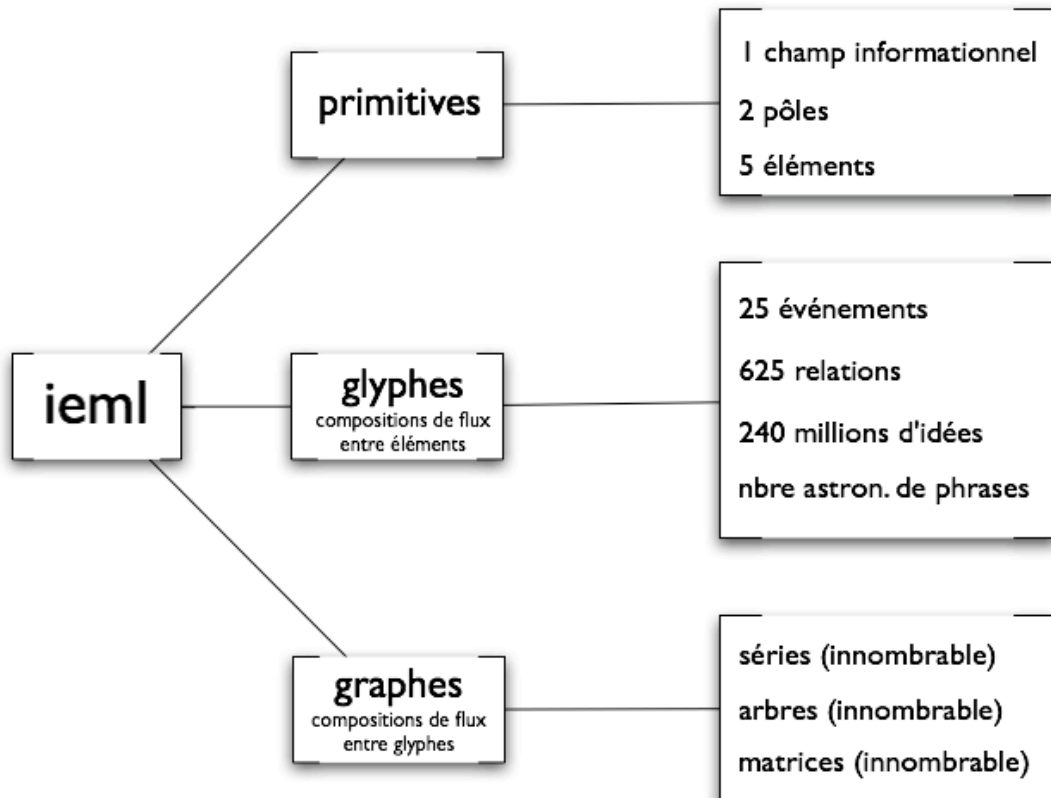 ieml
primitives
1 champ informationnel
2 pôles
5 éléments
glyphes
compositions de flux
entre éléments
25 événements
625 relations
240 millions d'idées
nbre astron. de phrases
graphes
compositions de flux
entre glyphes
séries (innombrable)
arbres (innombrable)
matrices (innombrable)